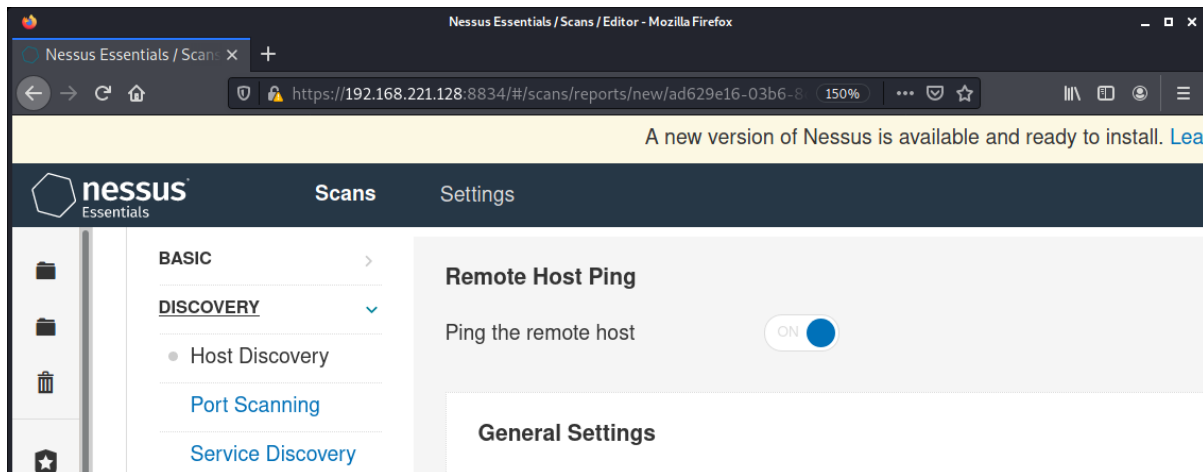 Nessus Essentials / Scans / Editor - Mozilla Firefox
Nessus Essentials / Scans
https://192.168.221.128:8834/#/scans/reports/new/ad629e16-03b6-8 150%
A new version of Nessus is available and ready to install. Lea
nessus Essentials Scans Settings
BASIC
DISCOVERY
Host Discovery
Port Scanning
Service Discovery
Remote Host Ping
Ping the remote host ON
General Settings